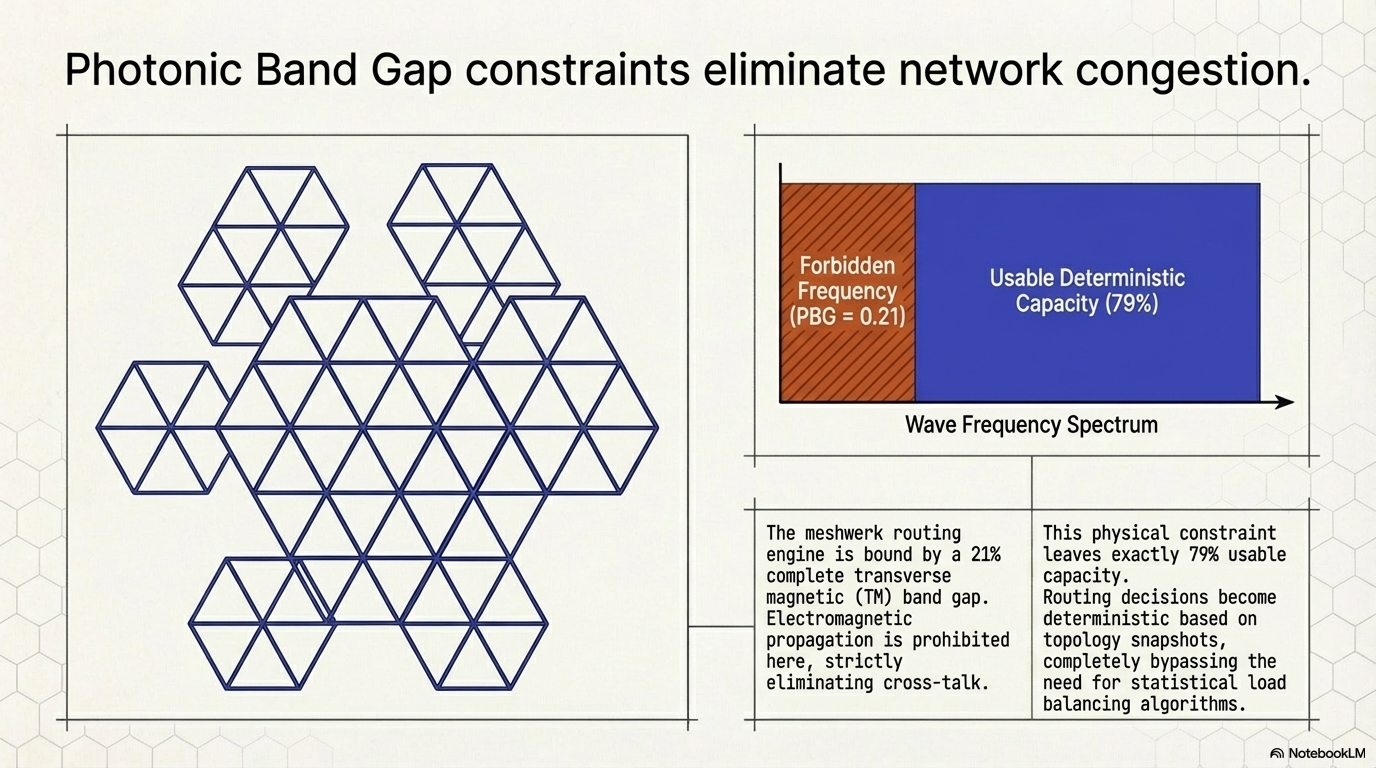 Photonic Band Gap constraints eliminate network congestion.
Forbidden
Frequency
(PBG = 0.21)
Usable Deterministic
Capacity (79%)
Wave Frequency Spectrum
The meshwerk routing
engine is bound by a 21%
complete transverse
magnetic (TM) band gap.
Electromagnetic
propagation is prohibited
here, strictly
eliminating cross-talk.
This physical constraint
leaves exactly 79% usable
capacity.
Routing decisions become
deterministic based on
topology snapshots,
completely bypassing the
need for statistical load
balancing algorithms.
NotebookLM